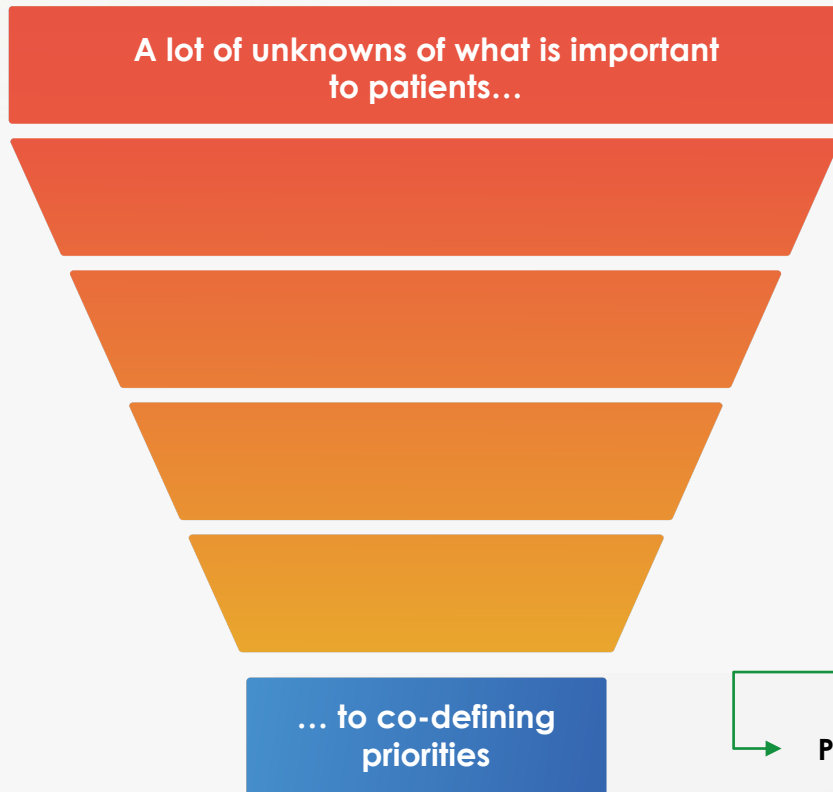 A lot of unknowns of what is important
to patients…
… to co-defining
priorities
P